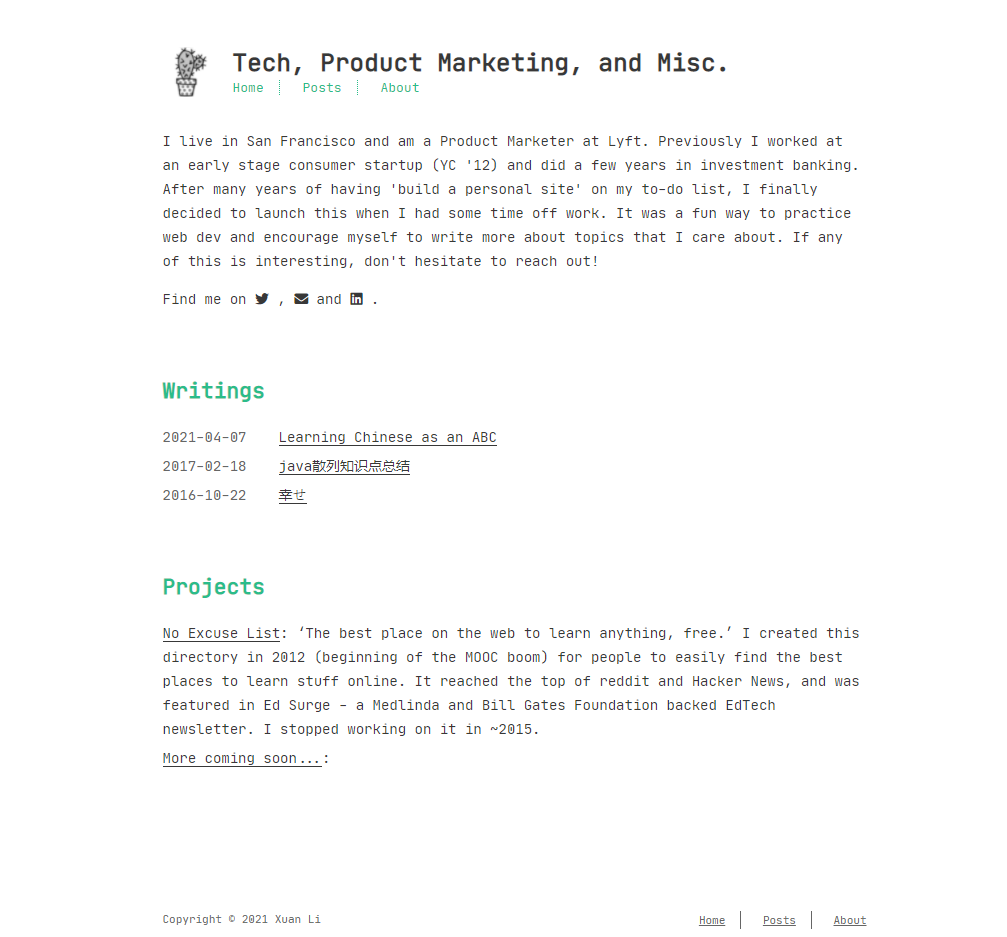 Tech, Product Marketing, and Misc.
Home Posts About
I live in San Francisco and am a Product Marketer at Lyft. Previously I worked at
an early stage consumer startup (YC '12) and did a few years in investment banking.
After many years of having 'build a personal site' on my to-do list, I finally
decided to launch this when I had some time off work. It was a fun way to practice
web dev and encourage myself to write more about topics that I care about. If any
of this is interesting, don't hesitate to reach out!
Find me on , and .
Writings
2021-04-07 Learning Chinese as an ABC
2017-02-18 java散列知识点总结
2016-10-22 幸せ
Projects
No Excuse List: ‘The best place on the web to learn anything, free.’ I created this
directory in 2012 (beginning of the MOOC boom) for people to easily find the best
places to learn stuff online. It reached the top of reddit and Hacker News, and was
featured in Ed Surge - a Medlinda and Bill Gates Foundation backed EdTech
newsletter. I stopped working on it in ~2015.
More coming soon...:
Copyright © 2021 Xuan Li
Home Posts About